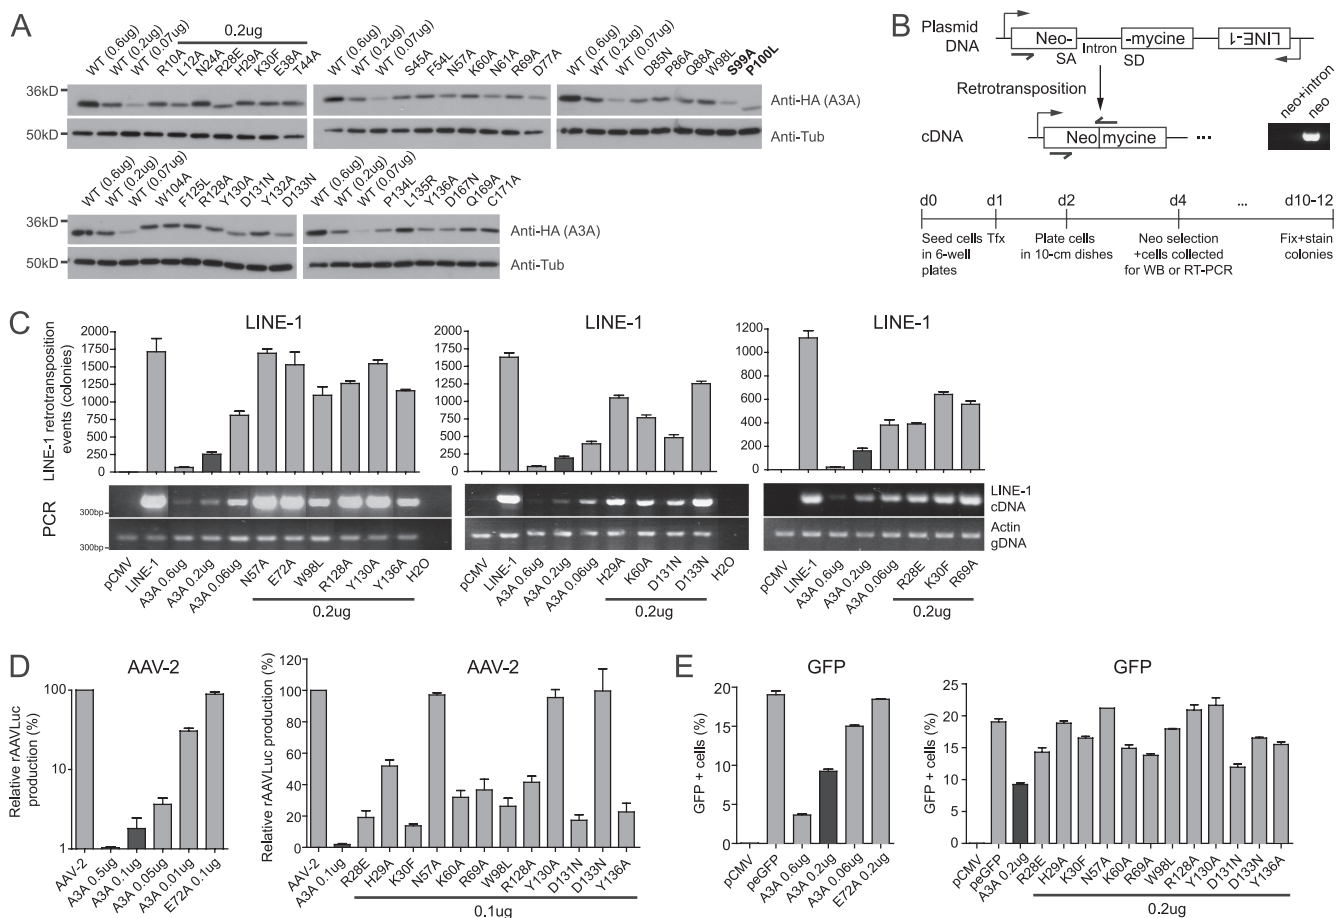 A
0.2ug
WT (0.6ug)
WT (0.2ug)
WT (0.07ug)
R10A
L12A
N24A
R28E
H29A
K30F
E38A
T44A
WT (0.6ug)
WT (0.2ug)
WT (0.07ug)
S45A
F54L
N57A
K60A
N61A
R69A
D77A
WT (0.6ug)
WT (0.2ug)
WT (0.07ug)
D85N
P86A
Q88A
W98L
S99A
P100L
36kD
Anti-HA (A3A)
50kD
Anti-Tub
WT (0.6ug)
WT (0.2ug)
WT (0.07ug)
W104A
F125L
R128A
Y130A
D131N
Y132A
D133N
WT (0.6ug)
WT (0.2ug)
WT (0.07ug)
P134L
L135R
Y136A
D167N
Q169A
C171A
36kD
Anti-HA (A3A)
50kD
Anti-Tub
B
Plasmid DNA
Neo-
Intron
-mycine
LINE-1
SA
SD
Retrotransposition
neo+intron
neo
cDNA
Neo mycine
...
d0
d1
d2
d4
...
d10-12
Seed cells in 6-well plates
Tfx
Plate cells in 10-cm dishes
Neo selection +cells collected for WB or RT-PCR
Fix+stain colonies
C
LINE-1
LINE-1 retrotransposition events (colonies)
2000
1750
1500
1250
1000
750
500
250
0
PCR
300bp
300bp
pCMV
LINE-1
A3A 0.6ug
A3A 0.2ug
A3A 0.06ug
N57A
E72A
W98L
R128A
Y130A
Y136A
H2O
0.2ug
LINE-1
2000
1750
1500
1250
1000
750
500
250
0
pCMV
LINE-1
A3A 0.6ug
A3A 0.2ug
A3A 0.06ug
H29A
K60A
D131N
D133N
H2O
0.2ug
LINE-1
1200
1000
800
600
400
200
0
LINE-1 cDNA
Actin gDNA
pCMV
LINE-1
A3A 0.6ug
A3A 0.2ug
A3A 0.06ug
R28E
K30F
R69A
0.2ug
D
AAV-2
Relative rAAVLuc production (%)
100
10
1
AAV-2
A3A 0.5ug
A3A 0.1ug
A3A 0.05ug
A3A 0.01ug
E72A 0.1ug
AAV-2
Relative rAAVLuc production (%)
120
100
80
60
40
20
0
AAV-2
A3A 0.1ug
R28E
H29A
K30F
N57A
K60A
R69A
W98L
R128A
Y130A
D131N
D133N
Y136A
0.1ug
E
GFP
GFP + cells (%)
20
15
10
5
0
pCMV
peGFP
A3A 0.6ug
A3A 0.2ug
A3A 0.06ug
E72A 0.2ug
GFP
GFP + cells (%)
25
20
15
10
5
0
pCMV
peGFP
A3A 0.2ug
R28E
H29A
K30F
N57A
K60A
R69A
W98L
R128A
Y130A
D131N
D133N
Y136A
0.2ug